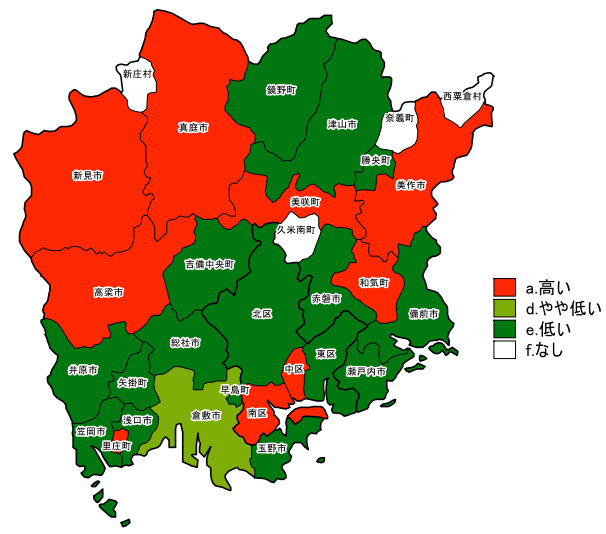 新庄村
鏡野町
西粟倉村
奈義町
津山市
真庭市
勝央町
新見市
美作市
美咲町
久米南町
吉備中央町
高梁市
和気町
赤磐市
北区
備前市
総社市
東区
中区
井原市
瀬戸内市
矢掛町
早島町
倉敷市
南区
浅口市
笠岡市
里庄町
玉野市
a.高い
d.やや低い
e.低い
f.なし